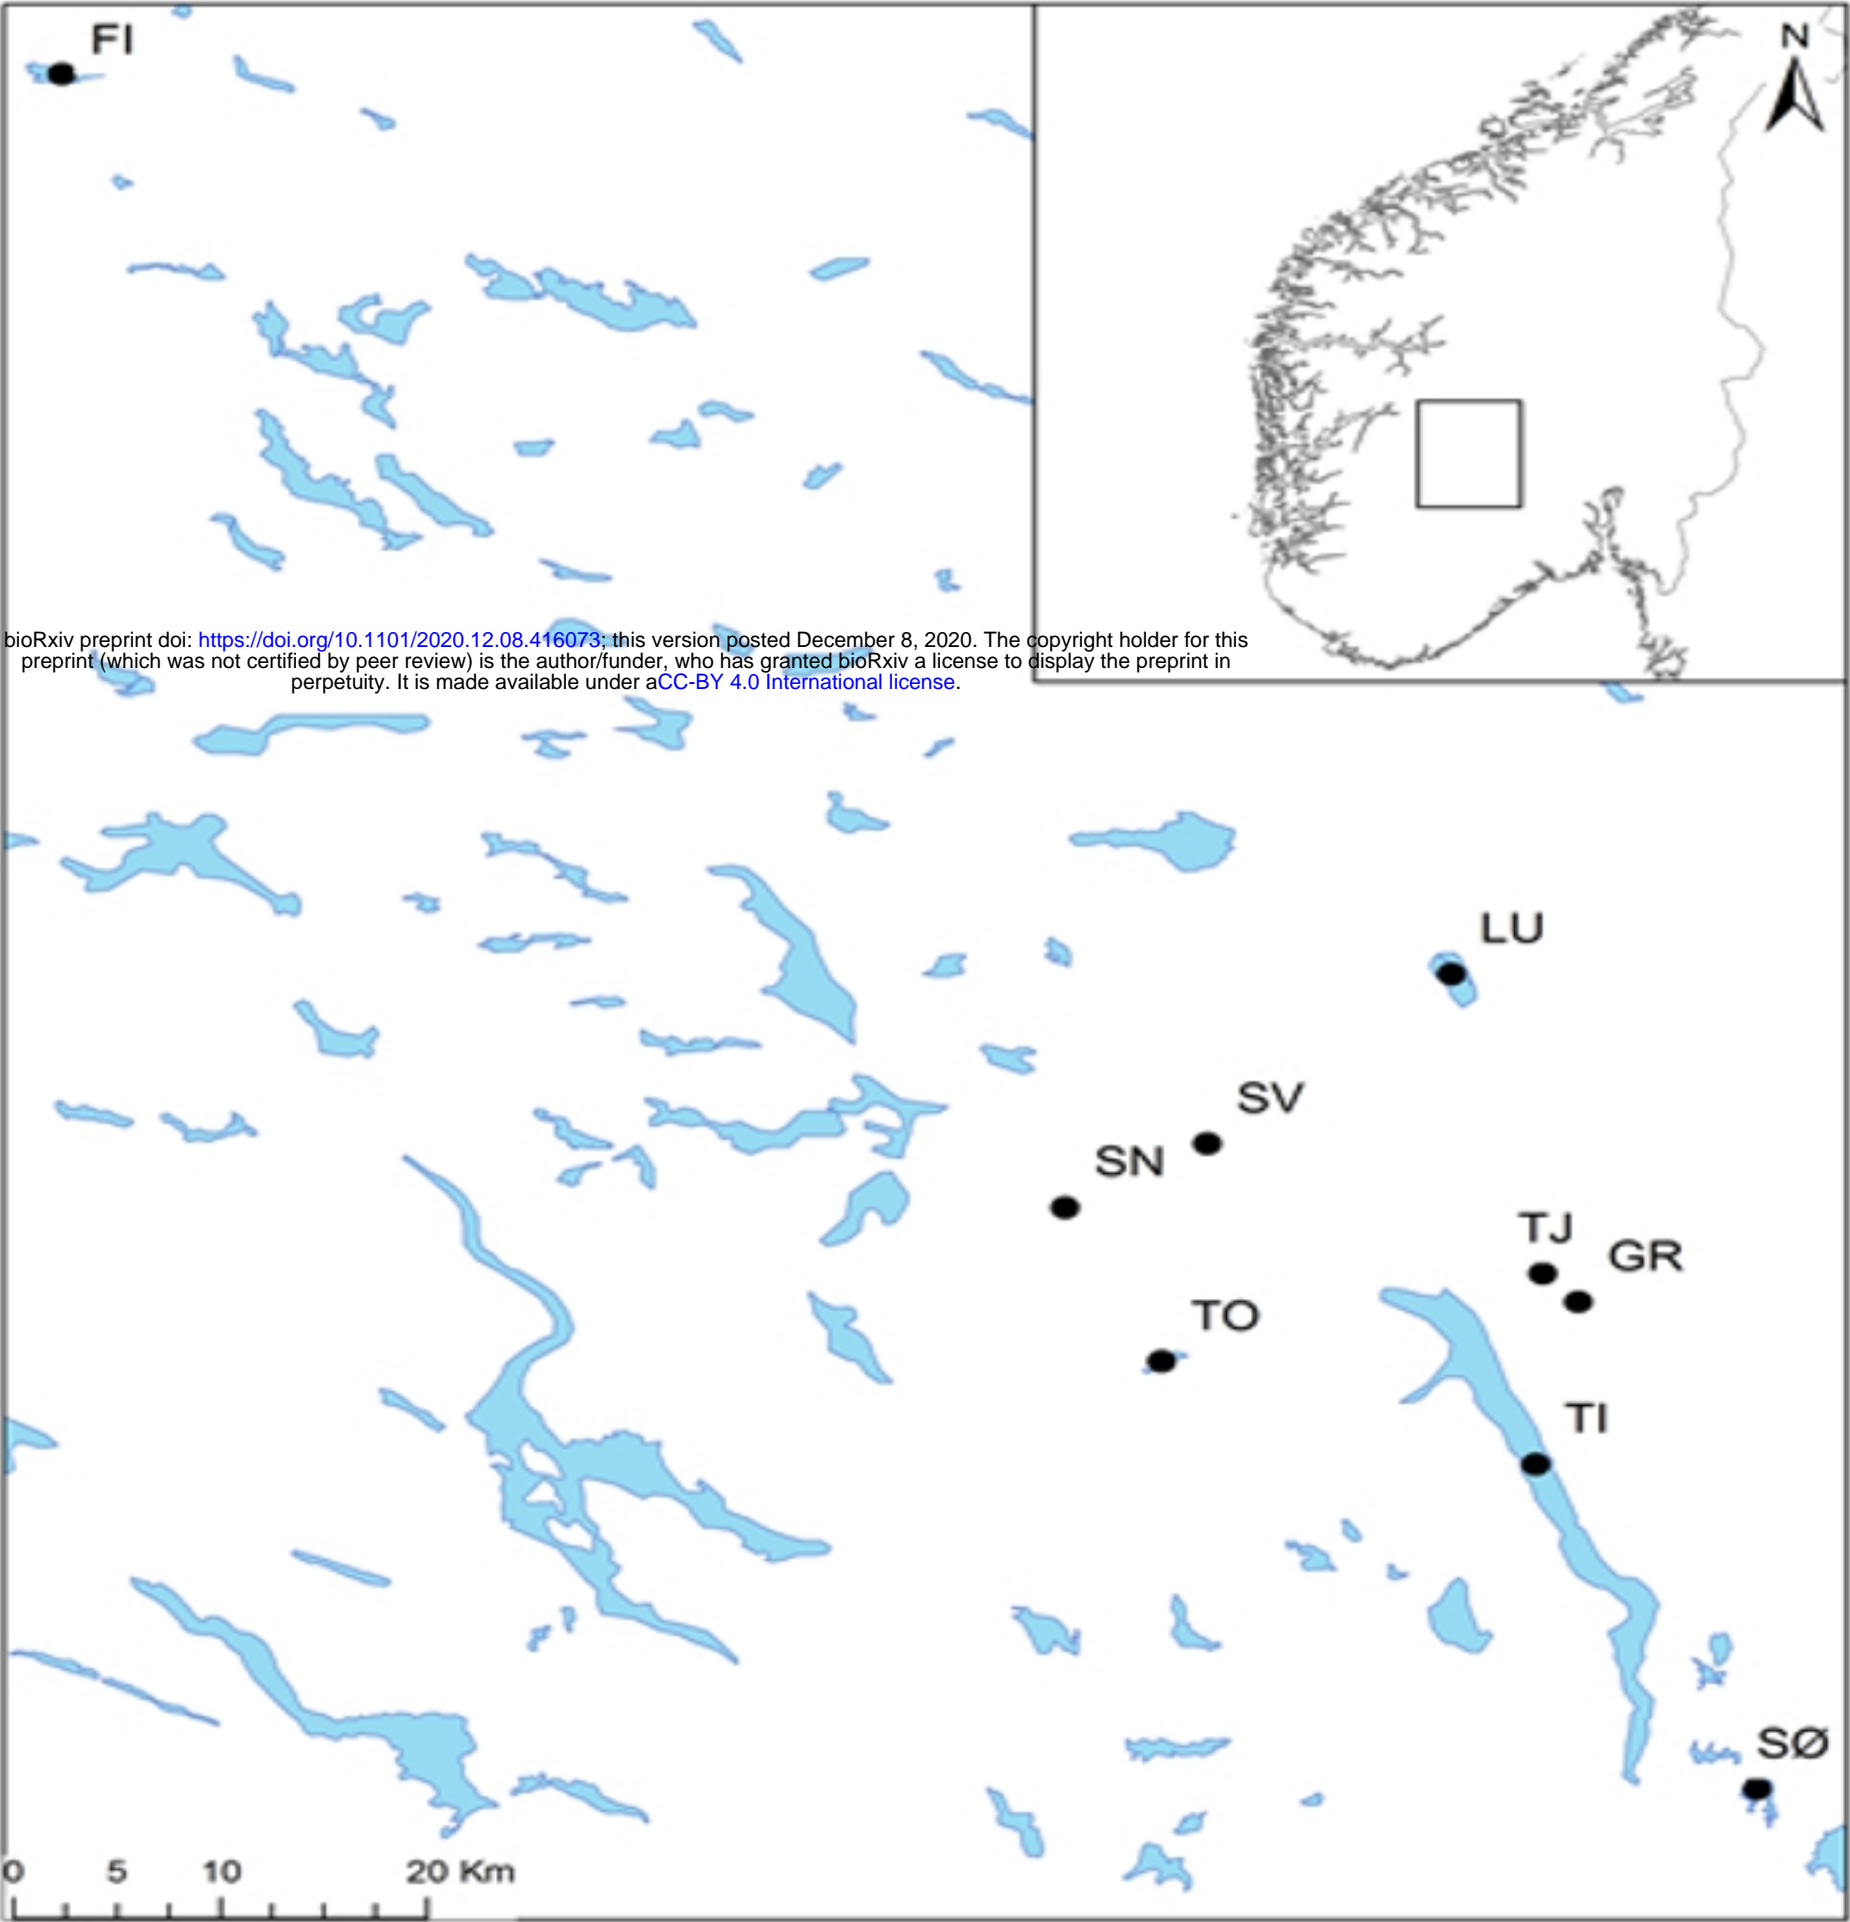 FI
N
bioRxiv preprint doi: https://doi.org/10.1101/2020.12.08.416073; this version posted December 8, 2020. The copyright holder for this
preprint (which was not certified by peer review) is the author/funder, who has granted bioRxiv a license to display the preprint in
perpetuity. It is made available under aCC-BY 4.0 International license.
LU
SV
SN
TJ
GR
TO
TI
SØ
0 5 10 20 Km